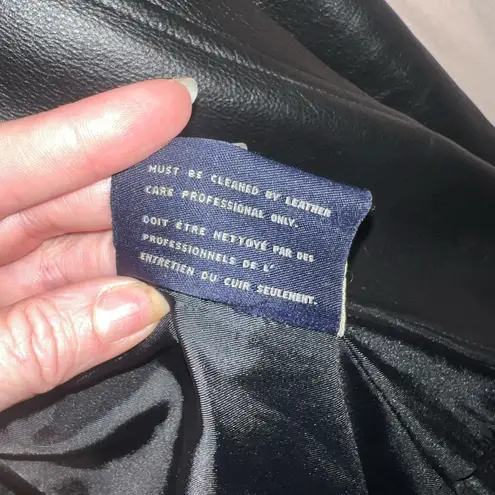 MUST BE CLEANED BY LEATHER
CARE PROFESSIONAL ONLY.
DOIT ÊTRE NETTOYÉ PAR DES
PROFESSIONNELS DE L'
ENTRETIEN DU CUIR SEULEMENT.